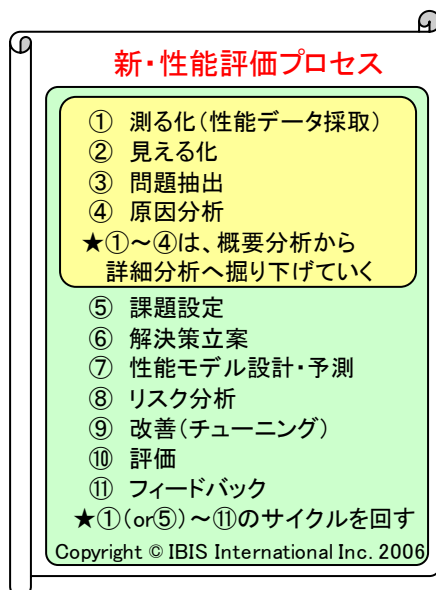 新・性能評価プロセス
① 測る化(性能データ採取)
② 見える化
③ 問題抽出
④ 原因分析
★①～④は、概要分析から
詳細分析へ掘り下げていく
⑤ 課題設定
⑥ 解決策立案
⑦ 性能モデル設計・予測
⑧ リスク分析
⑨ 改善(チューニング)
⑩ 評価
⑪ フィードバック
★①(or⑤)～⑪のサイクルを回す
Copyright © IBIS International Inc. 2006